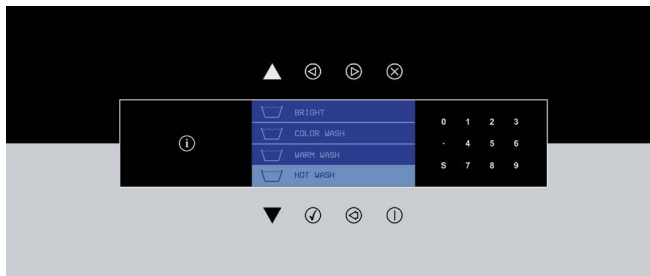 BRIGHT
COLOR WASH
WARM WASH
HOT WASH
i
0 1 2 3
· 4 5 6
S 7 8 9